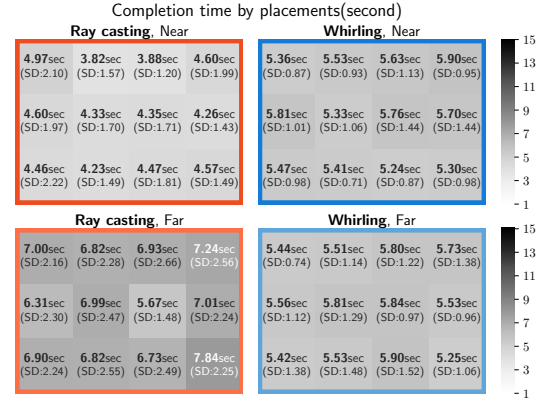 Completion time by placements(second)
Ray casting, Near
4.97sec 3.82sec 3.88sec 4.60sec
(SD:2.10) (SD:1.57) (SD:1.20) (SD:1.99)
4.60sec 4.33sec 4.35sec 4.26sec
(SD:1.97) (SD:1.70) (SD:1.71) (SD:1.43)
4.46sec 4.23sec 4.47sec 4.57sec
(SD:2.22) (SD:1.49) (SD:1.81) (SD:1.49)
Whirling, Near
5.36sec 5.53sec 5.63sec 5.90sec
(SD:0.87) (SD:0.93) (SD:1.13) (SD:0.95)
5.81sec 5.33sec 5.76sec 5.70sec
(SD:1.01) (SD:1.06) (SD:1.44) (SD:1.44)
5.47sec 5.41sec 5.24sec 5.30sec
(SD:0.98) (SD:0.71) (SD:0.87) (SD:0.98)
15
13
11
9
7
5
3
1
Ray casting, Far
7.00sec 6.82sec 6.93sec 7.24sec
(SD:2.16) (SD:2.28) (SD:2.66) (SD:2.56)
6.31sec 6.99sec 5.67sec 7.01sec
(SD:2.30) (SD:2.47) (SD:1.48) (SD:2.24)
6.90sec 6.82sec 6.73sec 7.84sec
(SD:2.24) (SD:2.55) (SD:2.49) (SD:2.25)
Whirling, Far
5.44sec 5.51sec 5.80sec 5.73sec
(SD:0.74) (SD:1.14) (SD:1.22) (SD:1.38)
5.56sec 5.81sec 5.84sec 5.53sec
(SD:1.12) (SD:1.29) (SD:0.97) (SD:0.96)
5.42sec 5.53sec 5.90sec 5.25sec
(SD:1.38) (SD:1.48) (SD:1.52) (SD:1.06)
15
13
11
9
7
5
3
1